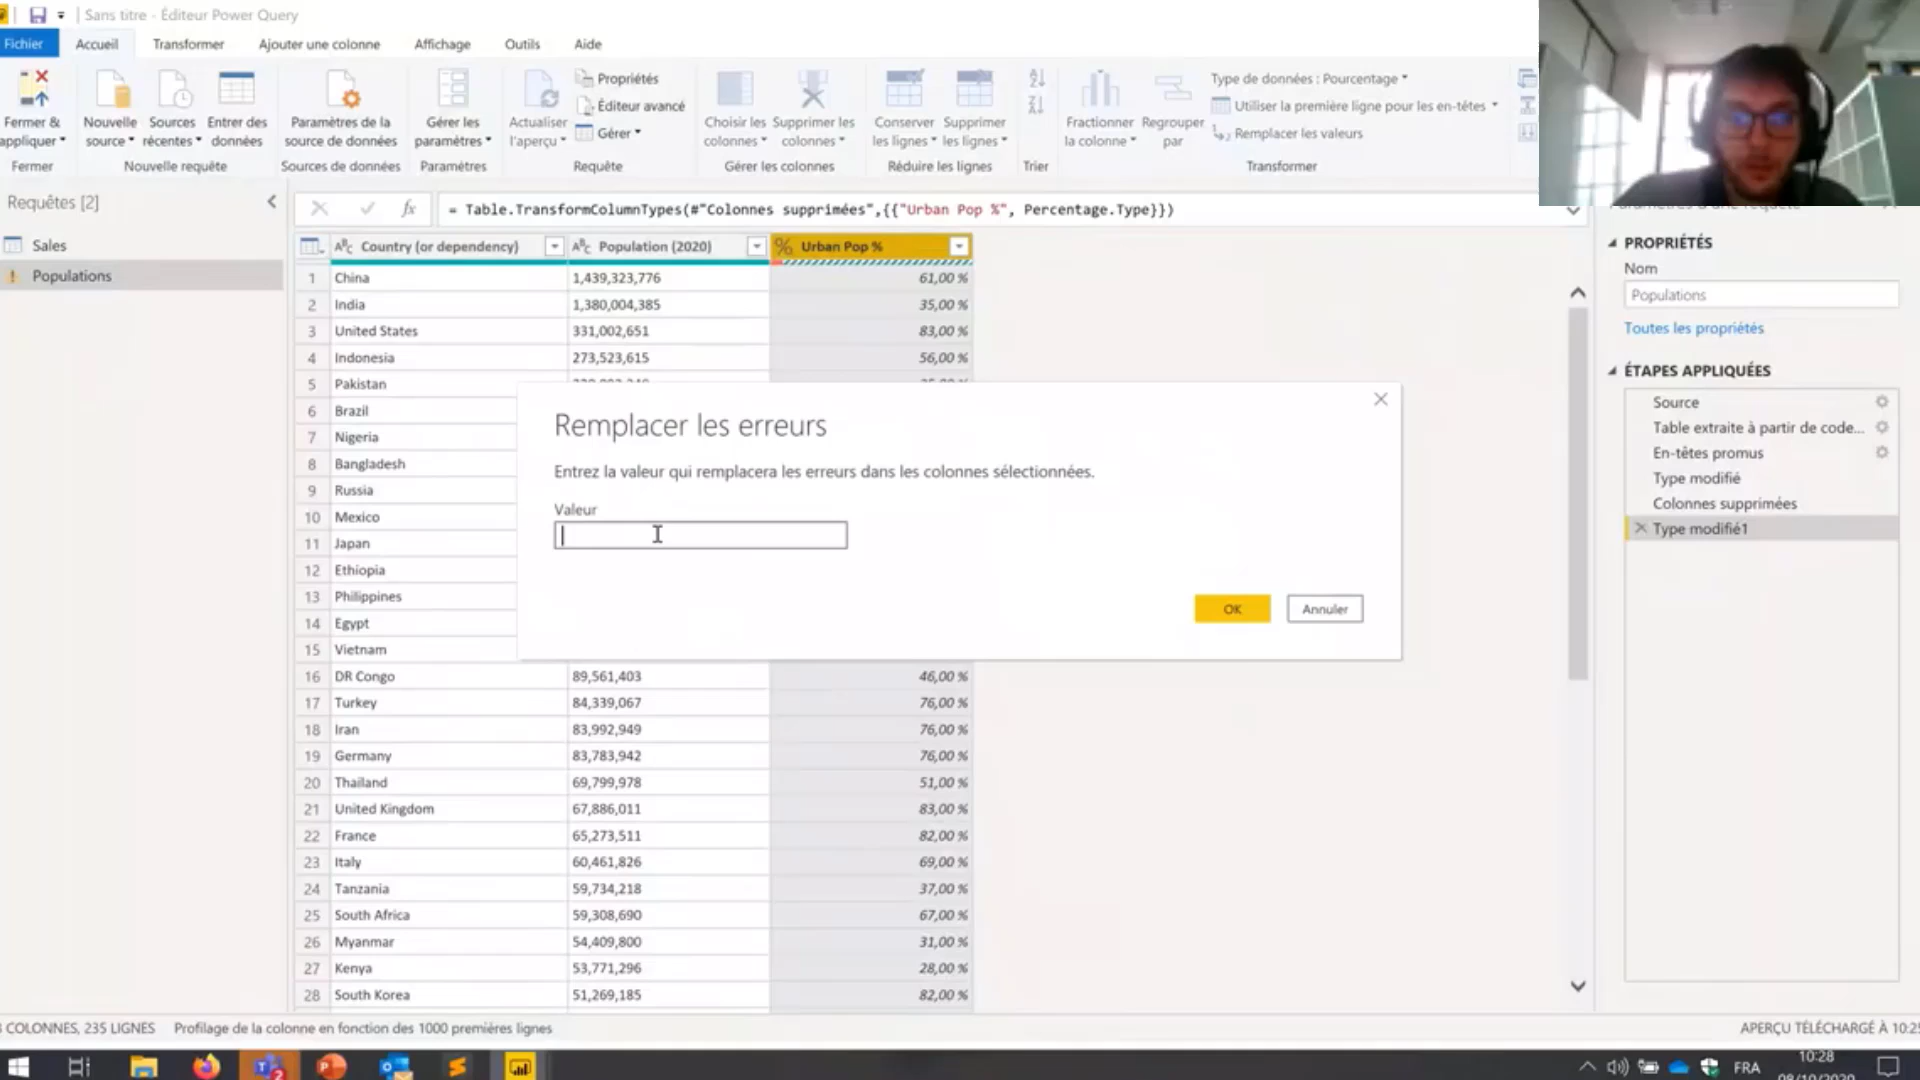 Sans titre - Éditeur Power Query
Fichier
Accueil
Transformer
Ajouter une colonne
Affichage
Outils
Aide
Fermer &
appliquer
Fermer
Nouvelle
source
Sources
récentes
Entrer des
données
Nouvelle requête
Paramètres de la
source de données
Sources de données
Gérer les
paramètres
Paramètres
Actualiser
l'aperçu
Propriétés
Éditeur avancé
Gérer
Requête
Choisir les
colonnes
Supprimer les
colonnes
Gérer les colonnes
Conserver
les lignes
Supprimer
les lignes
Réduire les lignes
Trier
Fractionner
la colonne
Regrouper
par
Type de données : Pourcentage
Utiliser la première ligne pour les en-têtes
Remplacer les valeurs
Transformer
Requêtes [2]
Sales
Populations
fx
= Table.TransformColumnTypes(#"Colonnes supprimées",{{"Urban Pop %", Percentage.Type}})
Country (or dependency) Population (2020) % Urban Pop %
1 China 1,439,323,776 61,00 %
2 India 1,380,004,385 35,00 %
3 United States 331,002,651 83,00 %
4 Indonesia 273,523,615 56,00 %
5 Pakistan
6 Brazil
7 Nigeria
8 Bangladesh
9 Russia
10 Mexico
11 Japan
12 Ethiopia
13 Philippines
14 Egypt
15 Vietnam
16 DR Congo 89,561,403 46,00 %
17 Turkey 84,339,067 76,00 %
18 Iran 83,992,949 76,00 %
19 Germany 83,783,942 76,00 %
20 Thailand 69,799,978 51,00 %
21 United Kingdom 67,886,011 83,00 %
22 France 65,273,511 82,00 %
23 Italy 60,461,826 69,00 %
24 Tanzania 59,734,218 37,00 %
25 South Africa 59,308,690 67,00 %
26 Myanmar 54,409,800 31,00 %
27 Kenya 53,771,296 28,00 %
28 South Korea 51,269,185 82,00 %
Remplacer les erreurs
Entrez la valeur qui remplacera les erreurs dans les colonnes sélectionnées.
Valeur
OK
Annuler
PROPRIÉTÉS
Nom
Populations
Toutes les propriétés
ÉTAPES APPLIQUÉES
Source
Table extraite à partir de code...
En-têtes promus
Type modifié
Colonnes supprimées
Type modifié1
COLONNES, 235 LIGNES
Profilage de la colonne en fonction des 1000 premières lignes
APERÇU TÉLÉCHARGÉ À 10:25
FRA
10:28